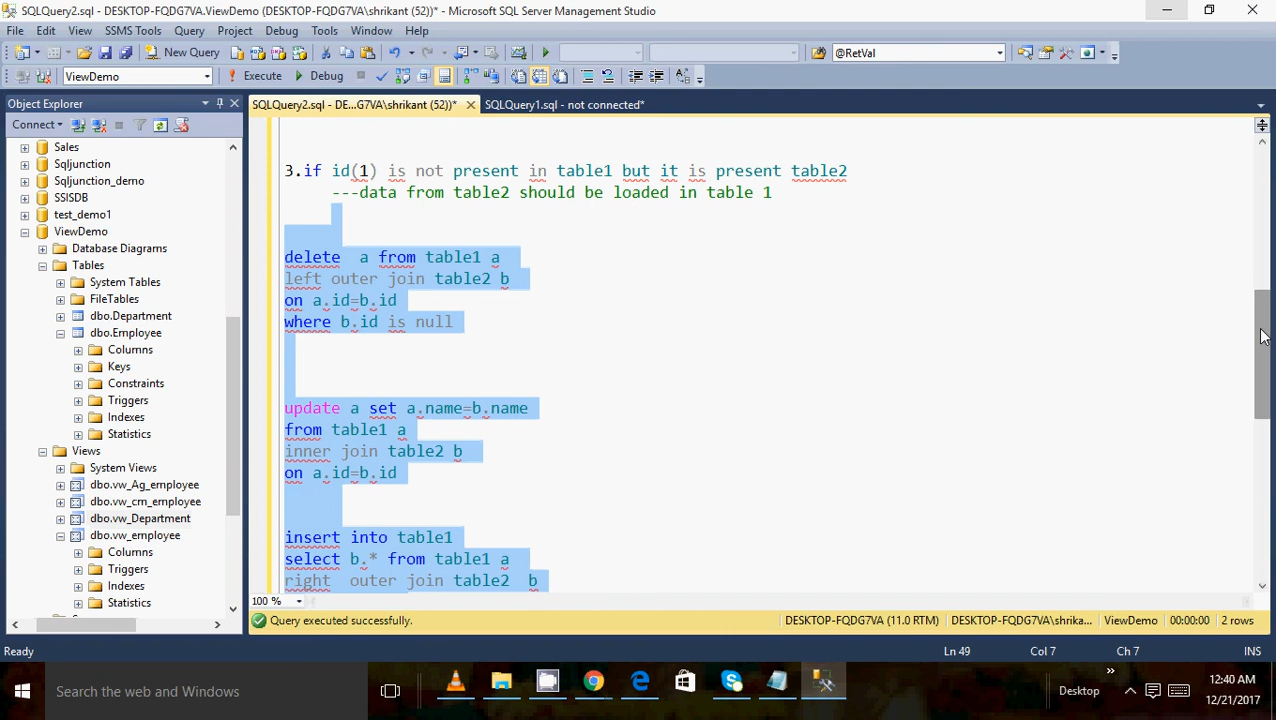 SQLQuery2.sql - DESKTOP-FQDG7VA.ViewDemo (DESKTOP-FQDG7VA\shrikant (52))* - Microsoft SQL Server Management Studio
File Edit View SSMS Tools Query Project Debug Tools Window Help
New Query @RetVal
ViewDemo Execute Debug
Object Explorer
SQLQuery2.sql - DE...G7VA\shrikant (52))* SQLQuery1.sql - not connected*
Connect
Sales
Sqljunction
Sqljunction_demo
SSISDB
test_demo1
ViewDemo
Database Diagrams
Tables
System Tables
FileTables
dbo.Department
dbo.Employee
Columns
Keys
Constraints
Triggers
Indexes
Statistics
Views
System Views
dbo.vw_Ag_employee
dbo.vw_crn_employee
dbo.vw_Department
dbo.vw_employee
Columns
Triggers
Indexes
Statistics
3.if id(1) is not present in table1 but it is present table2
---data from table2 should be loaded in table 1
delete  a from table1 a
left outer join table2 b
on a.id=b.id
where b.id is null
update a set a.name=b.name
from table1 a
inner join table2 b
on a.id=b.id
insert into table1
select b.* from table1 a
right  outer join table2  b
100 %
Query executed successfully. DESKTOP-FQDG7VA (11.0 RTM) DESKTOP-FQDG7VA\shrika... ViewDemo 00:00:00 2 rows
Ready Ln 49 Col 7 Ch 7 INS
Search the web and Windows Desktop 12:40 AM
12/21/2017